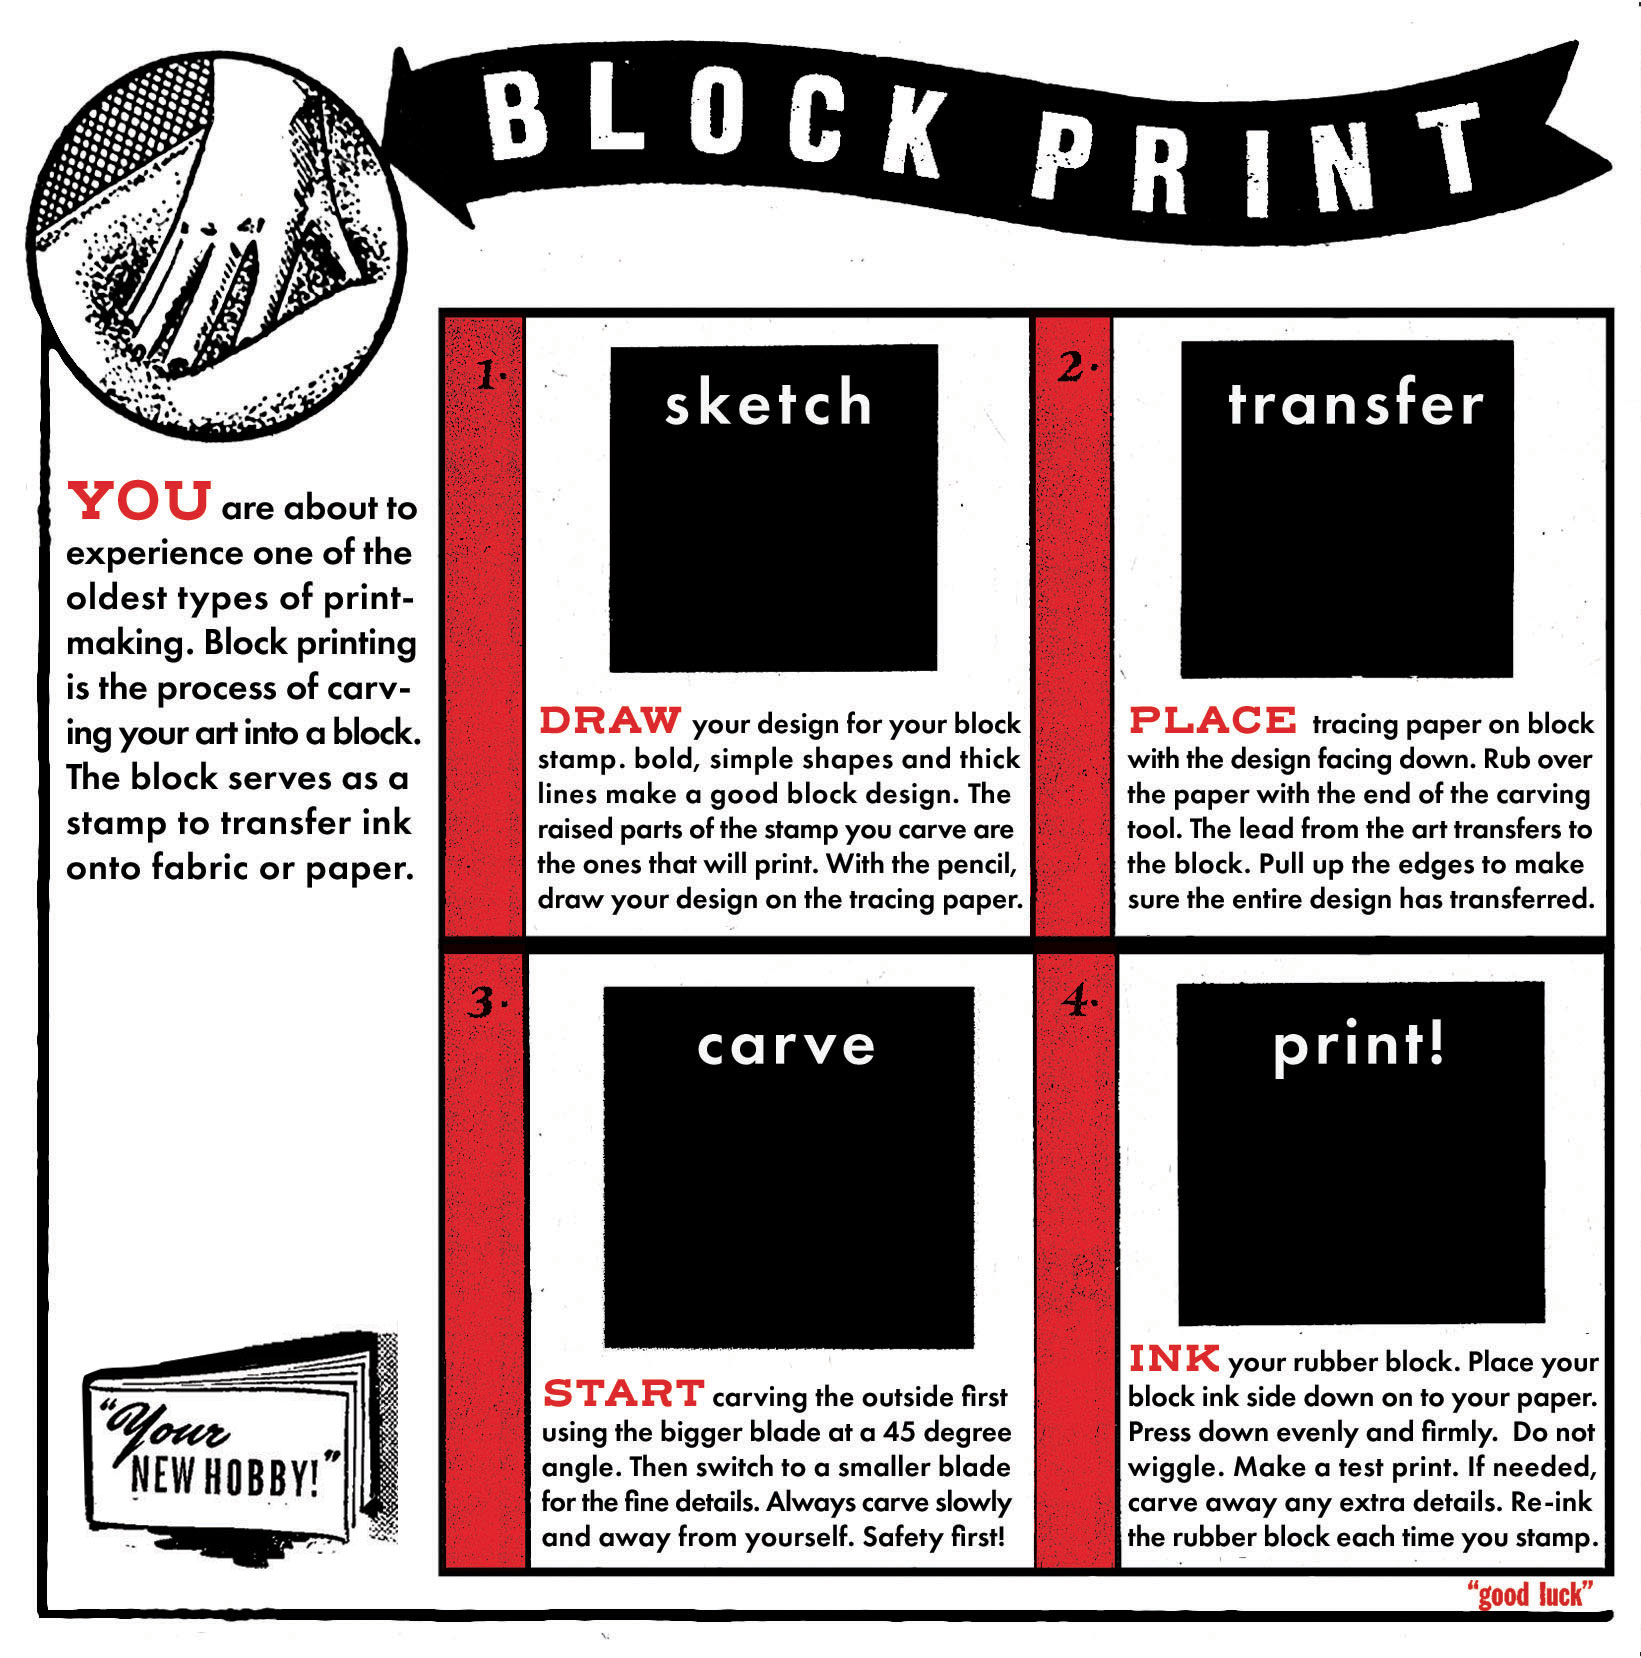 BLOCK PRINT
YOU are about to
experience one of the
oldest types of print-
making. Block printing
is the process of carv-
ing your art into a block.
The block serves as a
stamp to transfer ink
onto fabric or paper.
"Your
NEW HOBBY!"
1.
sketch
DRAW your design for your block
stamp. bold, simple shapes and thick
lines make a good block design. The
raised parts of the stamp you carve are
the ones that will print. With the pencil,
draw your design on the tracing paper.
2.
transfer
PLACE tracing paper on block
with the design facing down. Rub over
the paper with the end of the carving
tool. The lead from the art transfers to
the block. Pull up the edges to make
sure the entire design has transferred.
3.
carve
START carving the outside first
using the bigger blade at a 45 degree
angle. Then switch to a smaller blade
for the fine details. Always carve slowly
and away from yourself. Safety first!
4.
print!
INK your rubber block. Place your
block ink side down on to your paper.
Press down evenly and firmly. Do not
wiggle. Make a test print. If needed,
carve away any extra details. Re-ink
the rubber block each time you stamp.
"good luck"